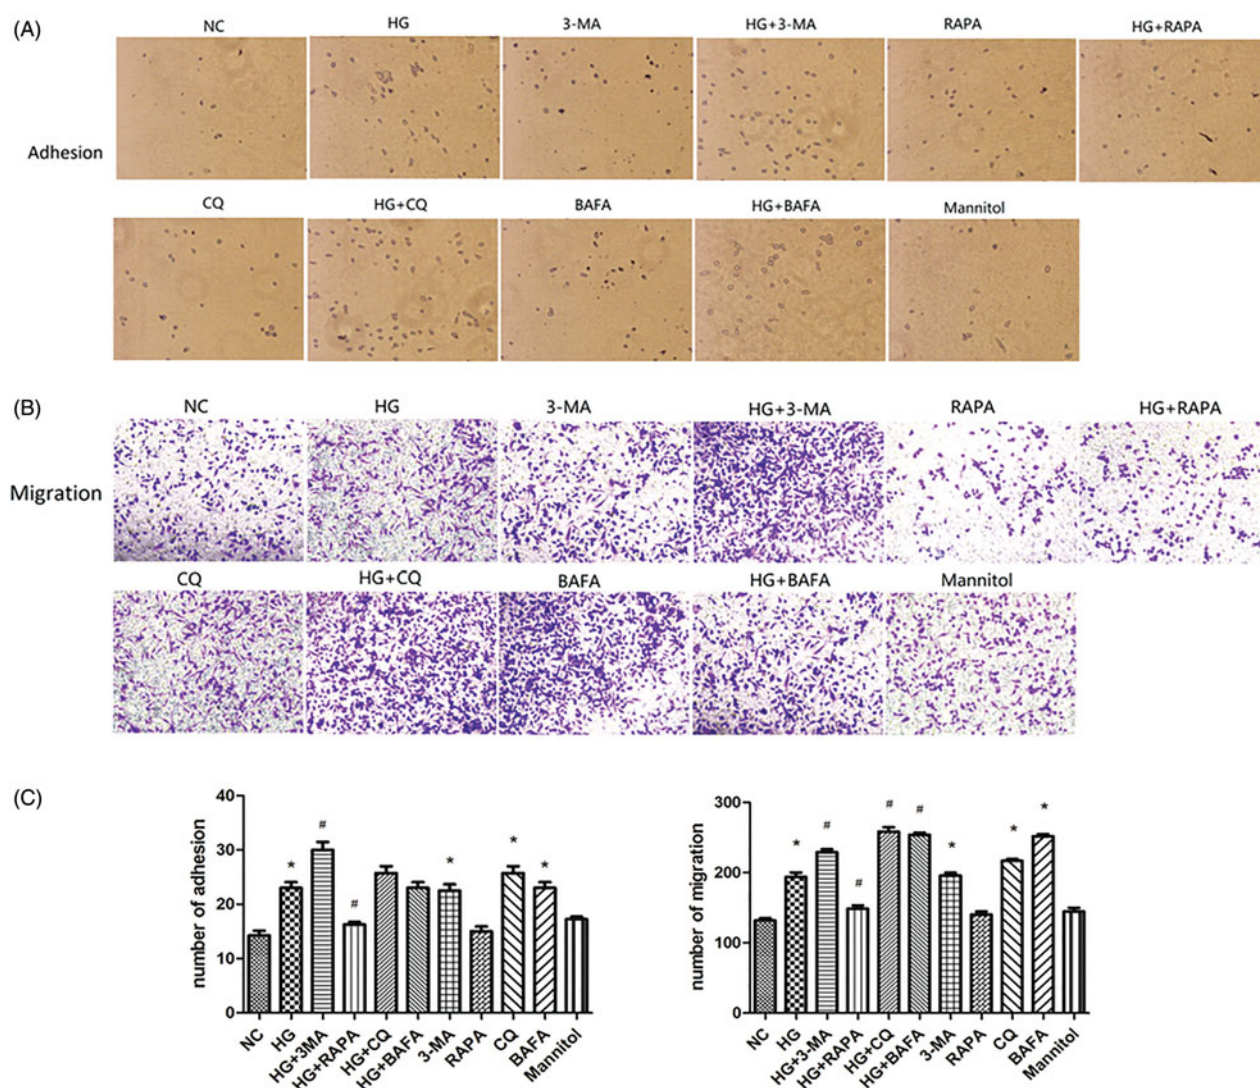 (A)
NC HG 3-MA HG+3-MA RAPA HG+RAPA
Adhesion
CQ HG+CQ BAFA HG+BAFA Mannitol
(B)
NC HG 3-MA HG+3-MA RAPA HG+RAPA
Migration
CQ HG+CQ BAFA HG+BAFA Mannitol
(C)
number of adhesion
40
30
20
10
0
* # # * * *
NC HG HG+3MA HG+RAPA HG+CQ HG+BAFA 3-MA RAPA CQ BAFA Mannitol
number of migration
300
200
100
0
* # # # # * * *
NC HG HG+3-MA HG+RAPA HG+CQ HG+BAFA 3-MA RAPA CQ BAFA Mannitol